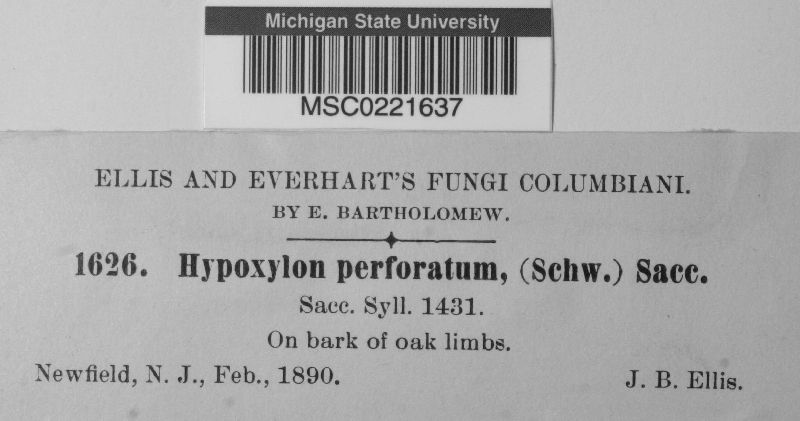 Michigan State University
MSC0221637
ELLIS AND EVERHART'S FUNGI COLUMBIANI.
BY E. BARTHOLOMEW.
1626. Hypoxylon perforatum, (Schw.) Sacc.
Sacc. Syll. 1431.
On bark of oak limbs.
Newfield, N. J., Feb., 1890. J. B. Ellis.